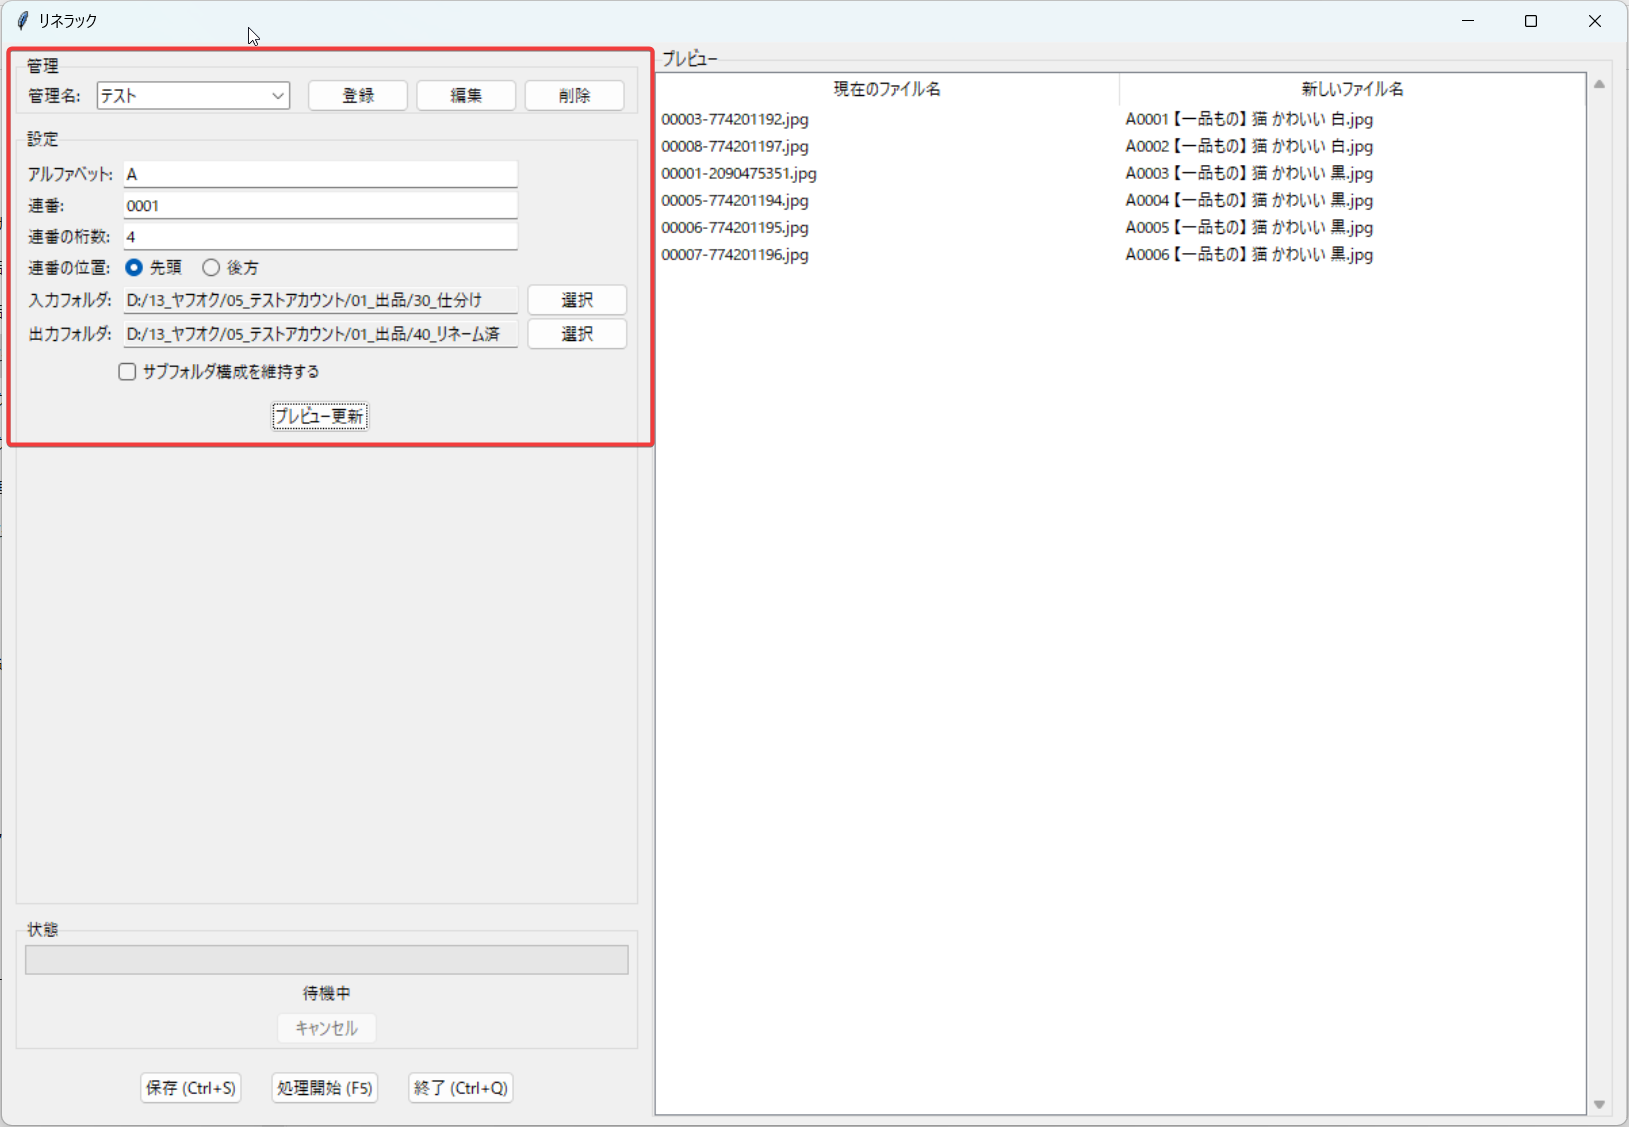 リネラック
管理
管理名: テスト 登録 編集 削除
設定
アルファベット: A
連番: 0001
連番の桁数: 4
連番の位置: 先頭 後方
入力フォルダ: D:/13_ヤフオク/05_テストアカウント/01_出品/30_仕分け 選択
出力フォルダ: D:/13_ヤフオク/05_テストアカウント/01_出品/40_リネーム済 選択
サブフォルダ構成を維持する
プレビュー更新
状態
待機中
キャンセル
保存 (Ctrl+S) 処理開始 (F5) 終了 (Ctrl+Q)
プレビュー
現在のファイル名 新しいファイル名
00003-774201192.jpg A0001【一品もの】猫 かわいい 白.jpg
00008-774201197.jpg A0002【一品もの】猫 かわいい 白.jpg
00001-2090475351.jpg A0003【一品もの】猫 かわいい 黒.jpg
00005-774201194.jpg A0004【一品もの】猫 かわいい 黒.jpg
00006-774201195.jpg A0005【一品もの】猫 かわいい 黒.jpg
00007-774201196.jpg A0006【一品もの】猫 かわいい 黒.jpg